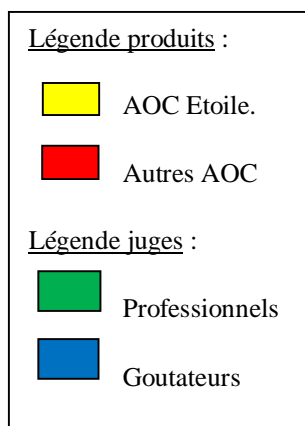 Légende produits :
AOC Etoile.
Autres AOC
Légende juges :
Professionnels
Goutateurs